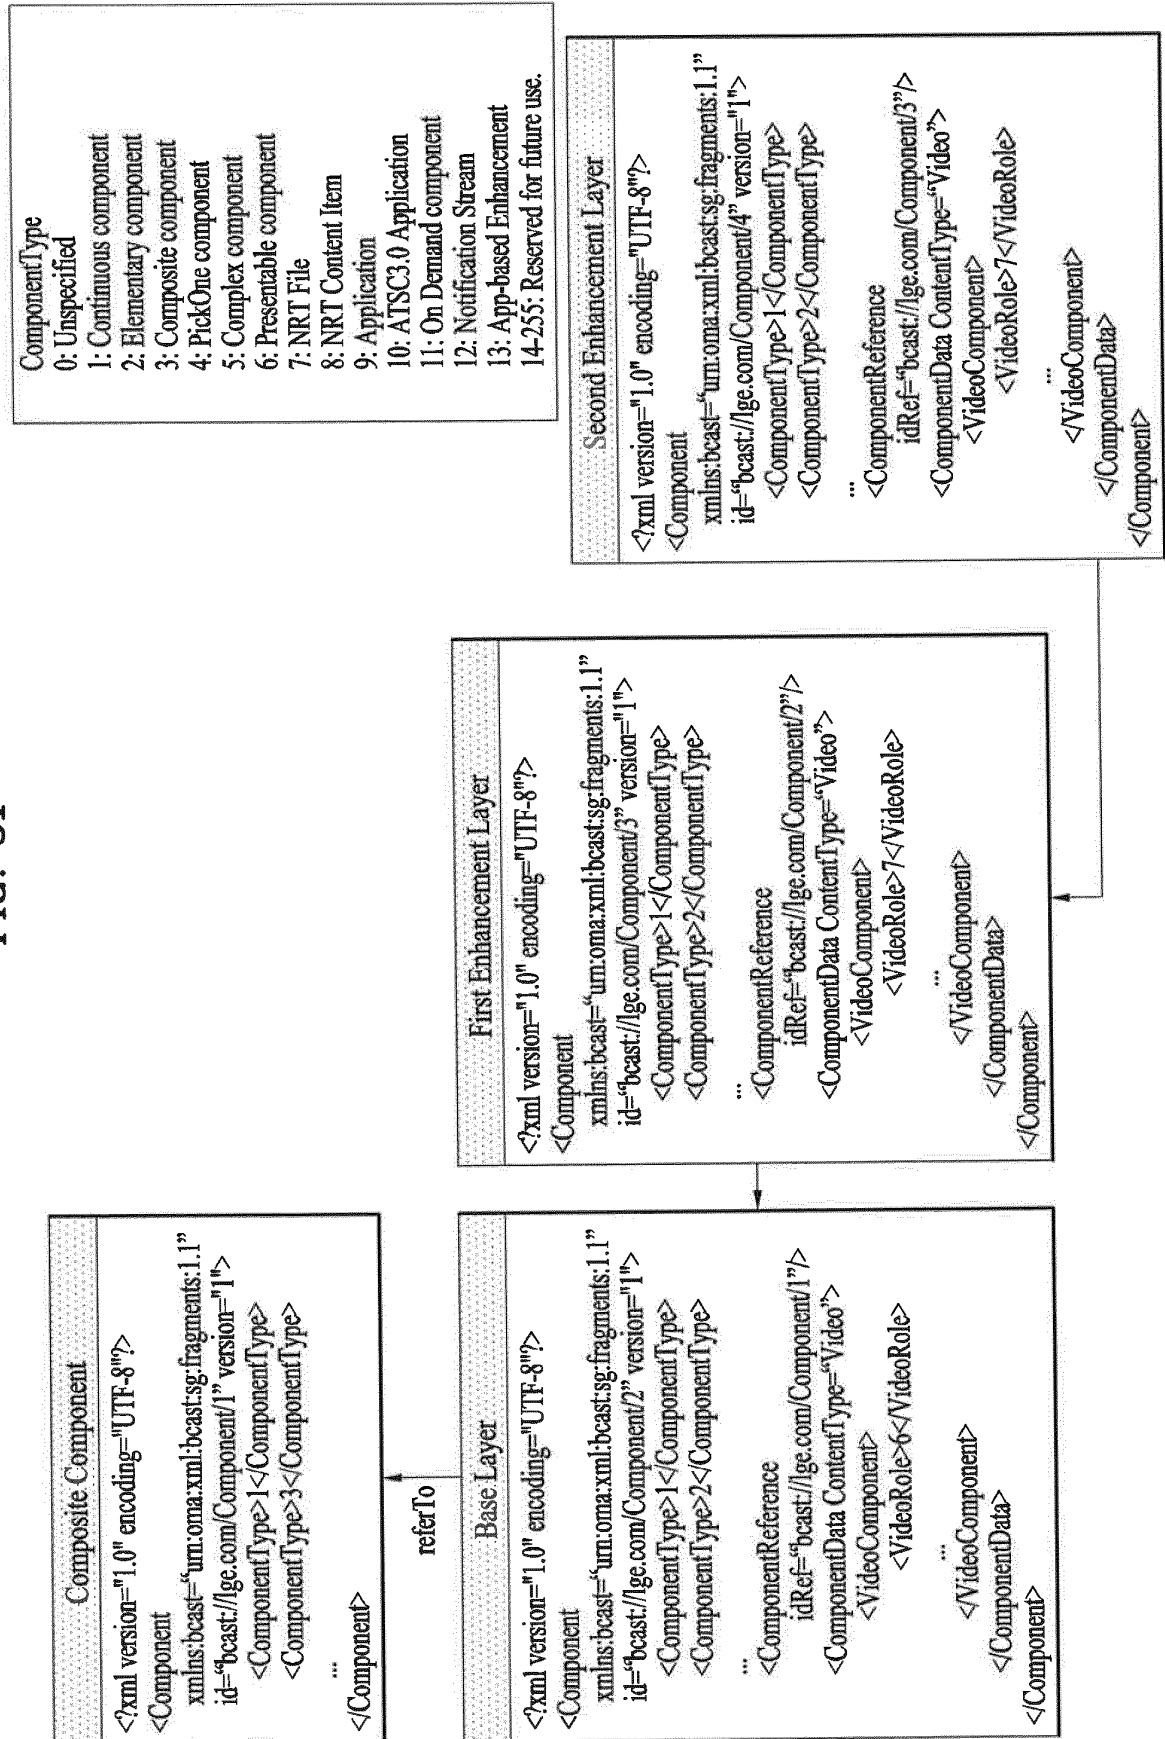 FIG.
Composite Component
<?xml version="1.0" encoding="UTF-8"?>
<Component
xmlns:bcast=“urn:oma:xml:bcast:sg:fragments:1.1”
id=“bcast://lge.com/Component/1” version="1">
<ComponentType>1</ComponentType>
<ComponentType>3</ComponentType>
...
</Component>
ComponentType
0: Unspecified
1: Continuous component
2: Elementary component
3: Composite component
4: PickOne component
5: Complex component
6: Presentable component
7: NRT File
8: NRT Content Item
9: Application
10: ATSC3.0 Application
11: On Demand component
12: Notification Stream
13: App-based Enhancement
14-255: Reserved for future use.
referTo
Base Layer
<?xml version="1.0" encoding="UTF-8"?>
<Component
xmlns:bcast=“urn:oma:xml:bcast:sg:fragments:1.1”
id=“bcast://lge.com/Component/2” version="1">
<ComponentType>1</ComponentType>
<ComponentType>2</ComponentType>
...
<ComponentReference
idRef=“bcast://lge.com/Component/1”/>
<ComponentData ContentType=“Video”>
<VideoComponent>
<VideoRole>6</VideoRole>
...
</VideoComponent>
</ComponentData>
</Component>
First Enhancement Layer
<?xml version="1.0" encoding="UTF-8"?>
<Component
xmlns:bcast=“urn:oma:xml:bcast:sg:fragments:1.1”
id=“bcast://lge.com/Component/3” version="1">
<ComponentType>1</ComponentType>
<ComponentType>2</ComponentType>
...
<ComponentReference
idRef=“bcast://lge.com/Component/2”/>
<ComponentData ContentType=“Video”>
<VideoComponent>
<VideoRole>7</VideoRole>
...
</VideoComponent>
</ComponentData>
</Component>
Second Enhancement Layer
<?xml version="1.0" encoding="UTF-8"?>
<Component
xmlns:bcast=“urn:oma:xml:bcast:sg:fragments:1.1”
id=“bcast://lge.com/Component/4” version="1">
<ComponentType>1</ComponentType>
<ComponentType>2</ComponentType>
...
<ComponentReference
idRef=“bcast://lge.com/Component/3”/>
<ComponentData ContentType=“Video”>
<VideoComponent>
<VideoRole>7</VideoRole>
...
</VideoComponent>
</ComponentData>
</Component>